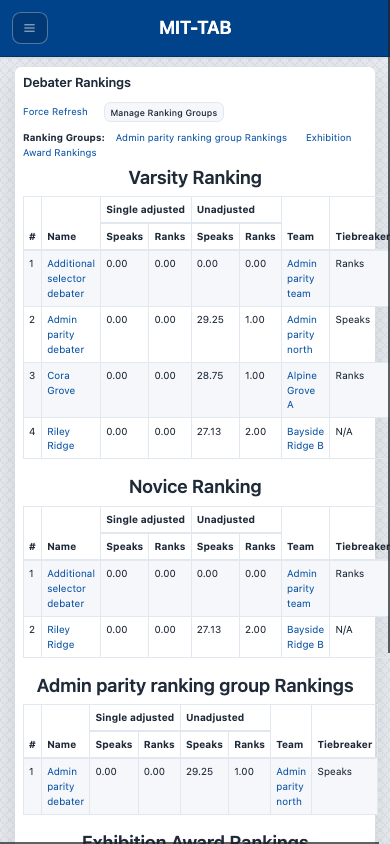 MIT-TAB
Debater Rankings
Force Refresh Manage Ranking Groups
Ranking Groups: Admin parity ranking group Rankings Exhibition
Award Rankings
Varsity Ranking
Single adjusted Unadjusted
# Name Speaks Ranks Speaks Ranks Team Tiebreaker
1 Additional selector debater 0.00 0.00 0.00 0.00 Admin parity team Ranks
2 Admin parity debater 0.00 0.00 29.25 1.00 Admin parity north Speaks
3 Cora Grove 0.00 0.00 28.75 1.00 Alpine Grove A Ranks
4 Riley Ridge 0.00 0.00 27.13 2.00 Bayside Ridge B N/A
Novice Ranking
Single adjusted Unadjusted
# Name Speaks Ranks Speaks Ranks Team Tiebreaker
1 Additional selector debater 0.00 0.00 0.00 0.00 Admin parity team Ranks
2 Riley Ridge 0.00 0.00 27.13 2.00 Bayside Ridge B N/A
Admin parity ranking group Rankings
Single adjusted Unadjusted
# Name Speaks Ranks Speaks Ranks Team Tiebreaker
1 Admin parity debater 0.00 0.00 29.25 1.00 Admin parity north Speaks
Exhibition Award Rankings